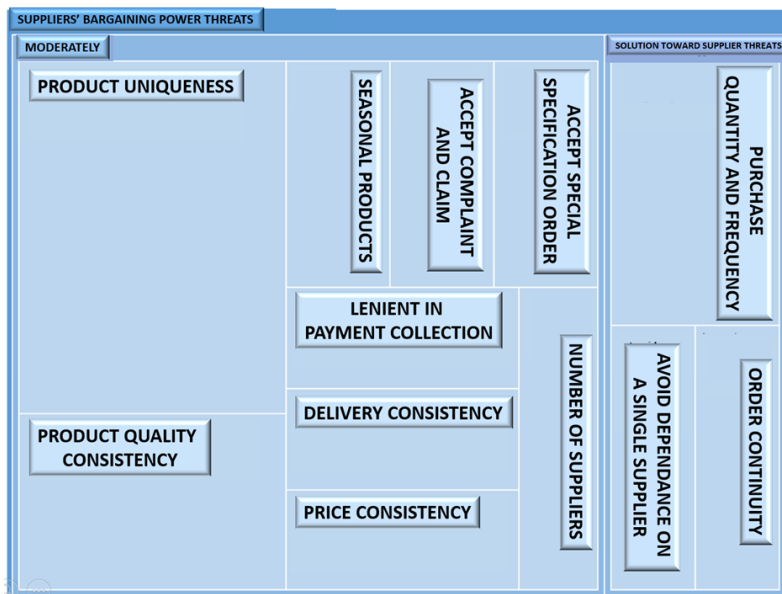 SUPPLIERS' BARGAINING POWER THREATS
MODERATELY
PRODUCT UNIQUENESS
SEASONAL PRODUCTS
ACCEPT COMPLAINT
AND CLAIM
ACCEPT SPECIAL
SPECIFICATION ORDER
LENIENT IN
PAYMENT COLLECTION
DELIVERY CONSISTENCY
PRICE CONSISTENCY
NUMBER OF SUPPLIERS
PRODUCT QUALITY
CONSISTENCY
SOLUTION TOWARD SUPPLIER THREATS
PURCHASE
QUANTITY AND FREQUENCY
AVOID DEPENDANCE ON
A SINGLE SUPPLIER
ORDER CONTINUITY